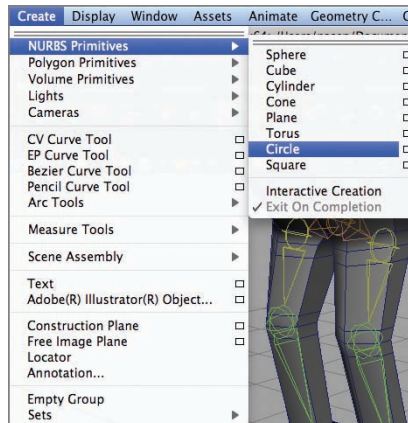 Create Display Window Assets Animate Geometry C...
NURBS Primitives
Polygon Primitives
Volume Primitives
Lights
Cameras
CV Curve Tool
EP Curve Tool
Bezier Curve Tool
Pencil Curve Tool
Arc Tools
Measure Tools
Scene Assembly
Text
Adobe(R) Illustrator(R) Object...
Construction Plane
Free Image Plane
Locator
Annotation...
Empty Group
Sets
Sphere
Cube
Cylinder
Cone
Plane
Torus
Circle
Square
Interactive Creation
✓ Exit On Completion